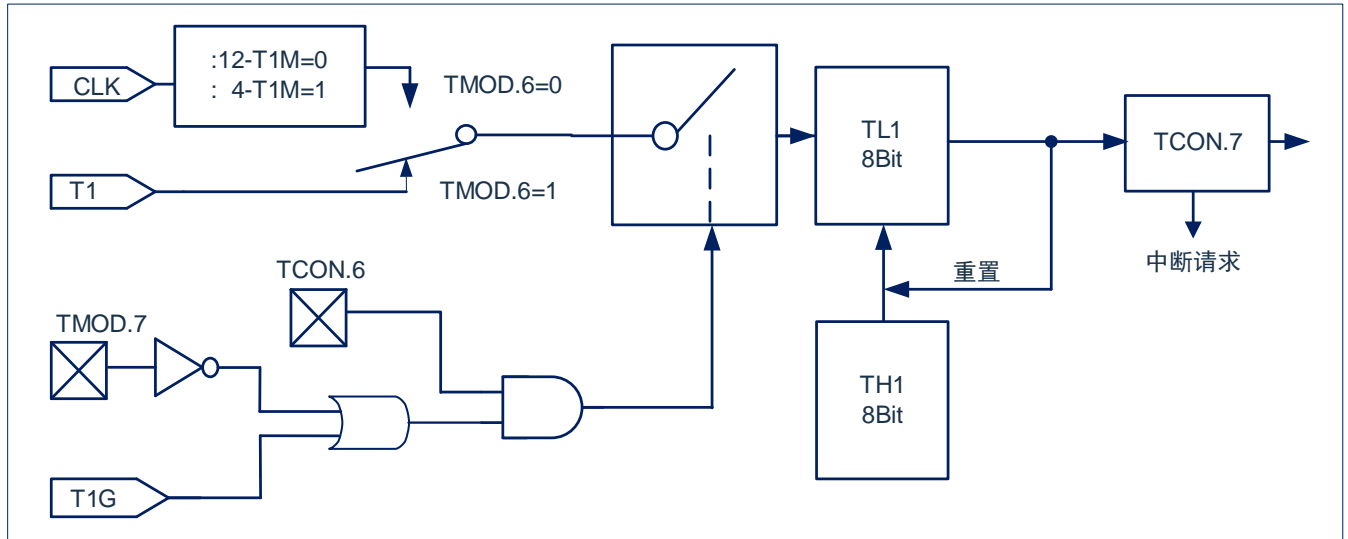 :12-T1M=0
: 4-T1M=1
CLK
TMOD.6=0
T1
TMOD.6=1
TL1
8Bit
TCON.7
中断请求
重置
TCON.6
TMOD.7
TH1
8Bit
T1G